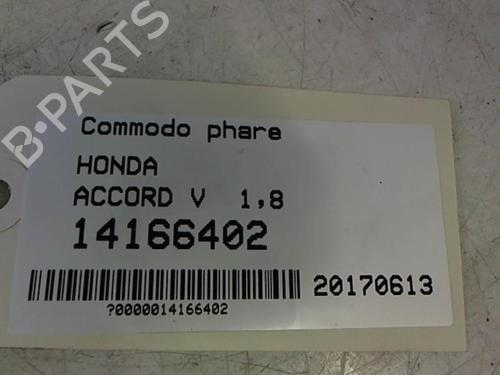 B-PARTS
Commodo phare
HONDA
ACCORD V 1,8
14166402
20170613
?0000014166402